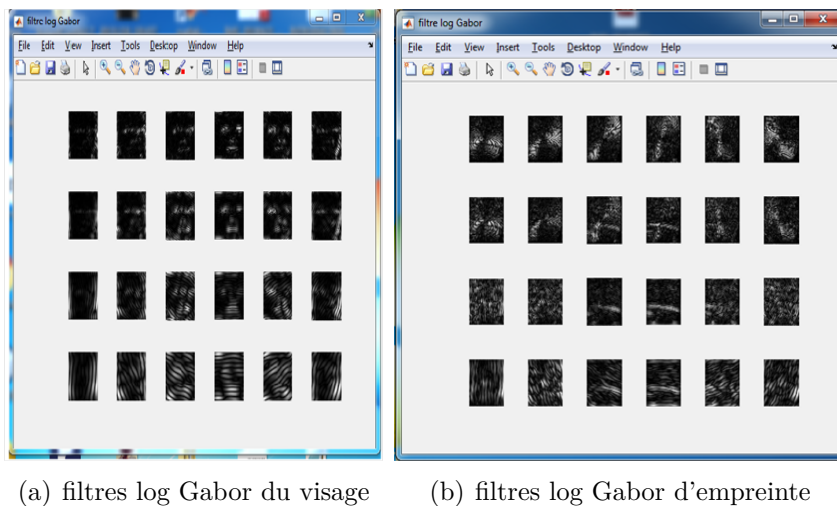 filtre log Gabor
File Edit View Insert Tools Desktop Window Help
filtre log Gabor
File Edit View Insert Tools Desktop Window Help
(a) filtres log Gabor du visage
(b) filtres log Gabor d'empreinte